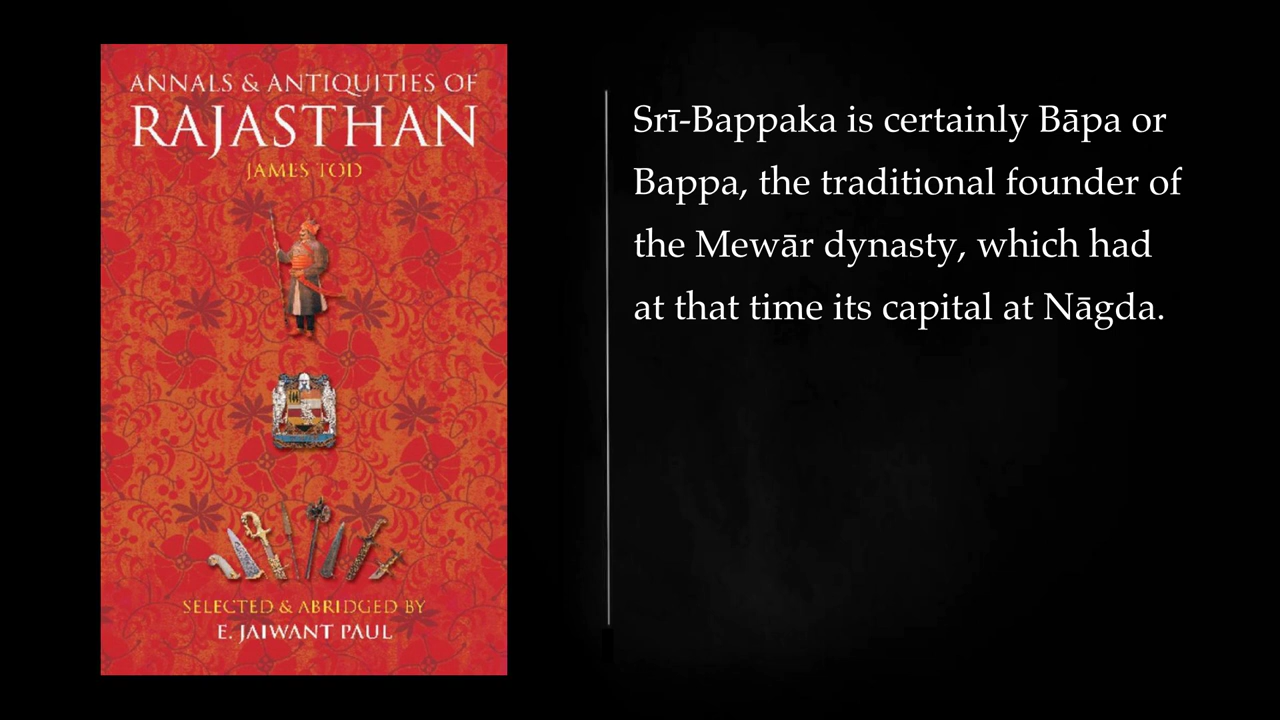 ANNALS & ANTIQUITIES OF
RAJASTHAN
JAMES TOD
SELECTED & ABRIDGED BY
E. JAIWANT PAUL
Srī-Bappaka is certainly Bāpa or
Bappa, the traditional founder of
the Mewār dynasty, which had
at that time its capital at Nāgda.